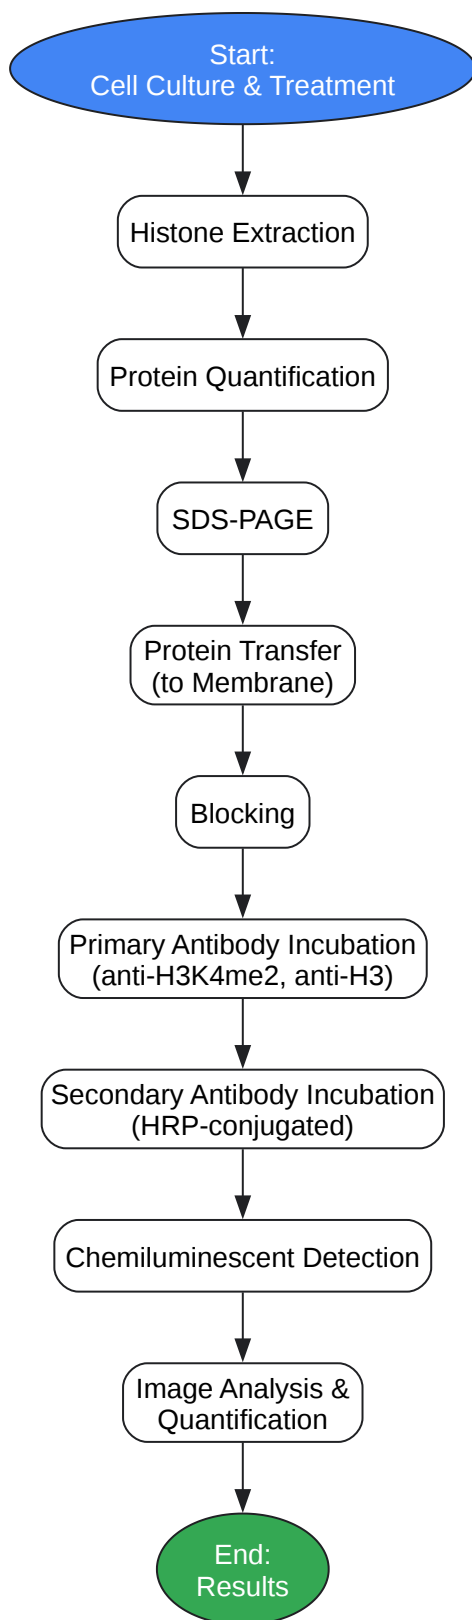 Start:
Cell Culture & Treatment
Histone Extraction
Protein Quantification
SDS-PAGE
Protein Transfer
(to Membrane)
Blocking
Primary Antibody Incubation
(anti-H3K4me2, anti-H3)
Secondary Antibody Incubation
(HRP-conjugated)
Chemiluminescent Detection
Image Analysis &
Quantification
End:
Results